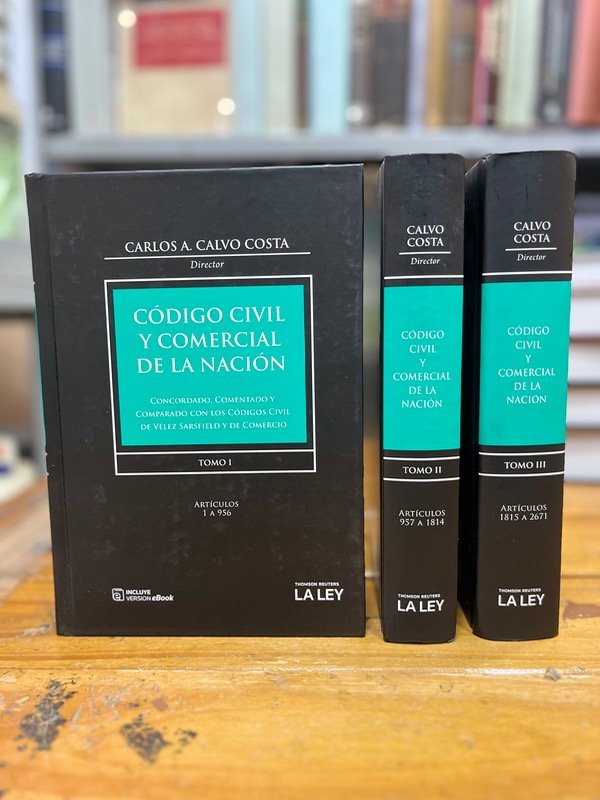 CARLOS A. CALVO COSTA
Director
CÓDIGO CIVIL
Y COMERCIAL
DE LA NACIÓN
CONCORDADO, COMENTADO Y
COMPARADO CON LOS CÓDIGOS CIVIL
DE VÉLEZ SARSFIELD Y DE COMERCIO
TOMO I
ARTÍCULOS
1 A 956
INCLUYE
VERSIÓN eBook
THOMSON REUTERS
LA LEY
CALVO
COSTA
Director
CÓDIGO
CIVIL
Y
COMERCIAL
DE LA
NACIÓN
TOMO II
ARTÍCULOS
957 A 1814
THOMSON REUTERS
LA LEY
CALVO
COSTA
Director
CÓDIGO
CIVIL
Y
COMERCIAL
DE LA
NACIÓN
TOMO III
ARTÍCULOS
1815 A 2671
THOMSON REUTERS
LA LEY